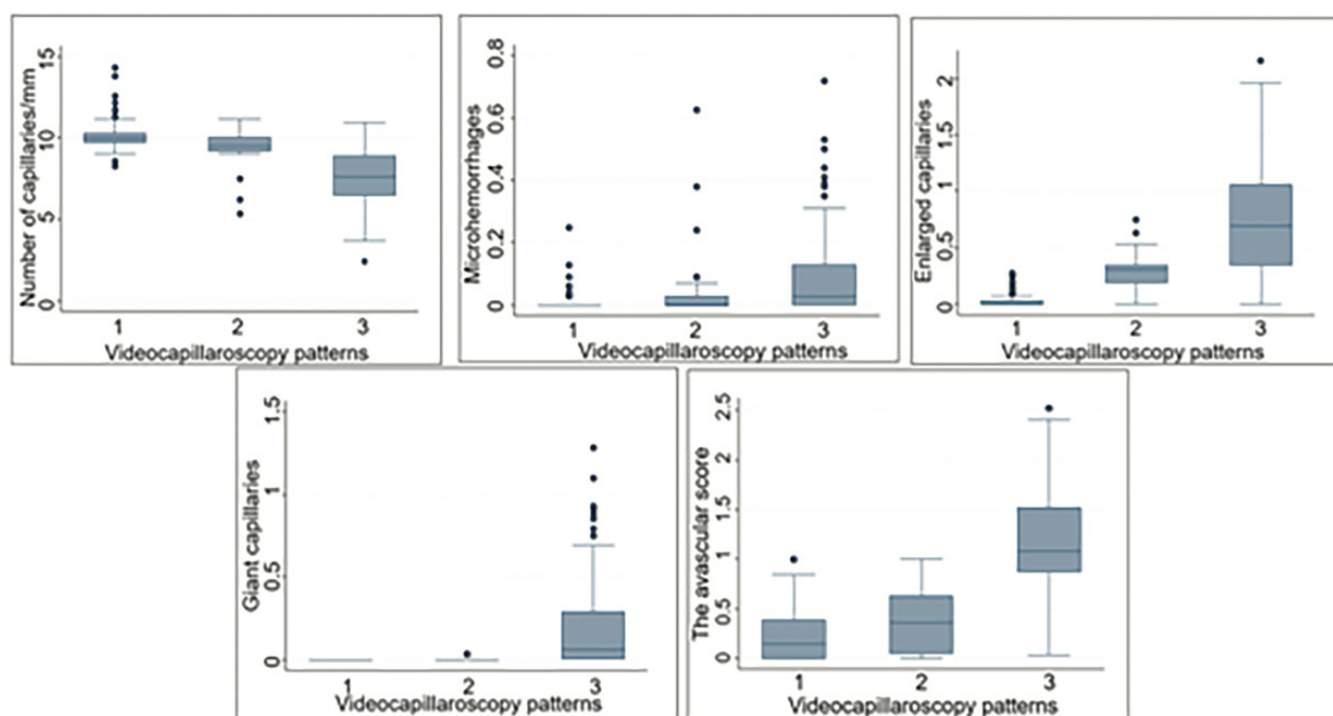 Number of capillaries/mm
15
10
5
0
1 2 3
Videocapillaroscopy patterns
Microhemorrhages
0.8
0.6
0.4
0.2
0
1 2 3
Videocapillaroscopy patterns
Enlarged capillaries
2
1.5
1
0.5
0
1 2 3
Videocapillaroscopy patterns
Giant capillaries
1.5
1
0.5
0
1 2 3
Videocapillaroscopy patterns
The avascular score
2.5
2
1.5
1
0.5
0
1 2 3
Videocapillaroscopy patterns